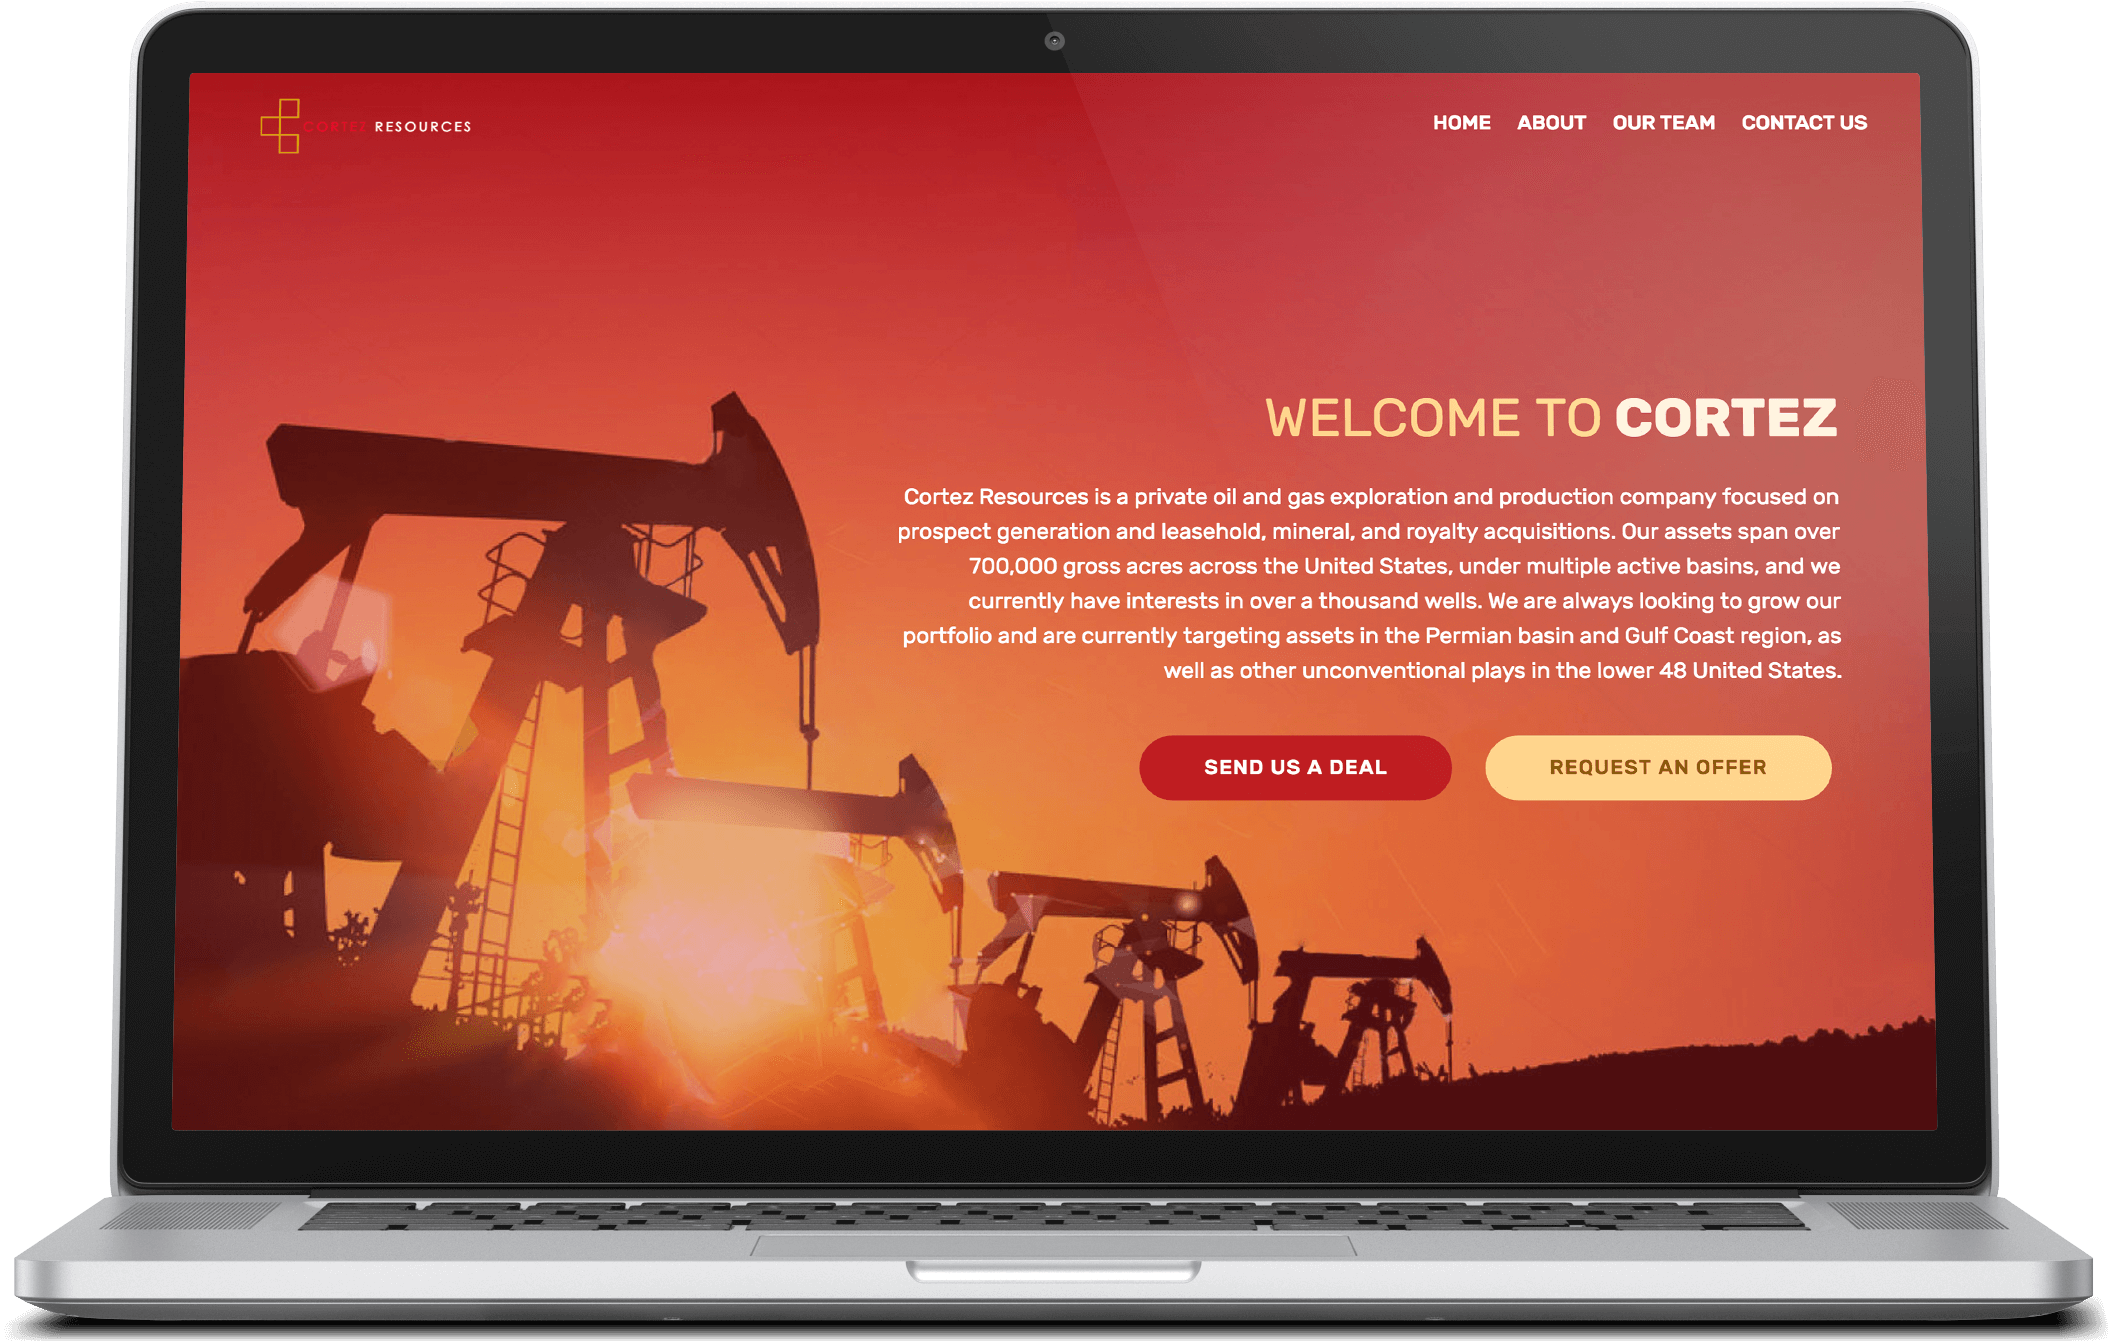 CORTEZ RESOURCES
HOME ABOUT OUR TEAM CONTACT US
WELCOME TO CORTEZ
Cortez Resources is a private oil and gas exploration and production company focused on
prospect generation and leasehold, mineral, and royalty acquisitions. Our assets span over
700,000 gross acres across the United States, under multiple active basins, and we
currently have interests in over a thousand wells. We are always looking to grow our
portfolio and are currently targeting assets in the Permian basin and Gulf Coast region, as
well as other unconventional plays in the lower 48 United States.
SEND US A DEAL
REQUEST AN OFFER